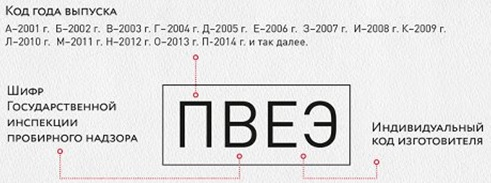 Код года выпуска
А–2001 г. Б–2002 г. В–2003 г. Г–2004 г. Д–2005 г. Е–2006 г. З–2007 г. И–2008 г. К–2009 г.
Л–2010 г. М–2011 г. Н–2012 г. О–2013 г. П-2014 г. и так далее.
Шифр
Государственной
инспекции
пробирного надзора
ПВЕЭ
Индивидуальный
код изготовителя